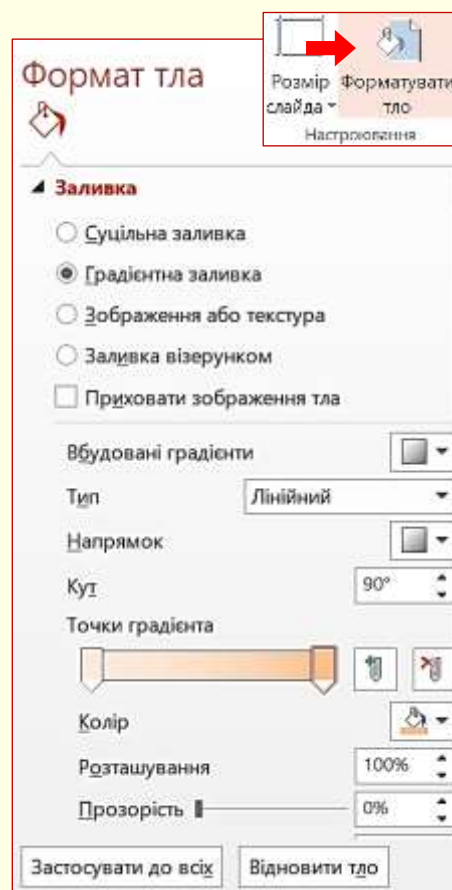 Розмір Форматувати
слайда тло
Настроювання
Формат тла
Заливка
Суцільна заливка
Градієнтна заливка
Зображення або текстура
Заливка візерунком
Приховати зображення тла
Вбудовані градієнти
Тип Лінійний
Напрямок
Кут 90°
Точки градієнта
Колір
Розташування 100%
Прозорість 0%
Застосувати до всіх Відновити тло